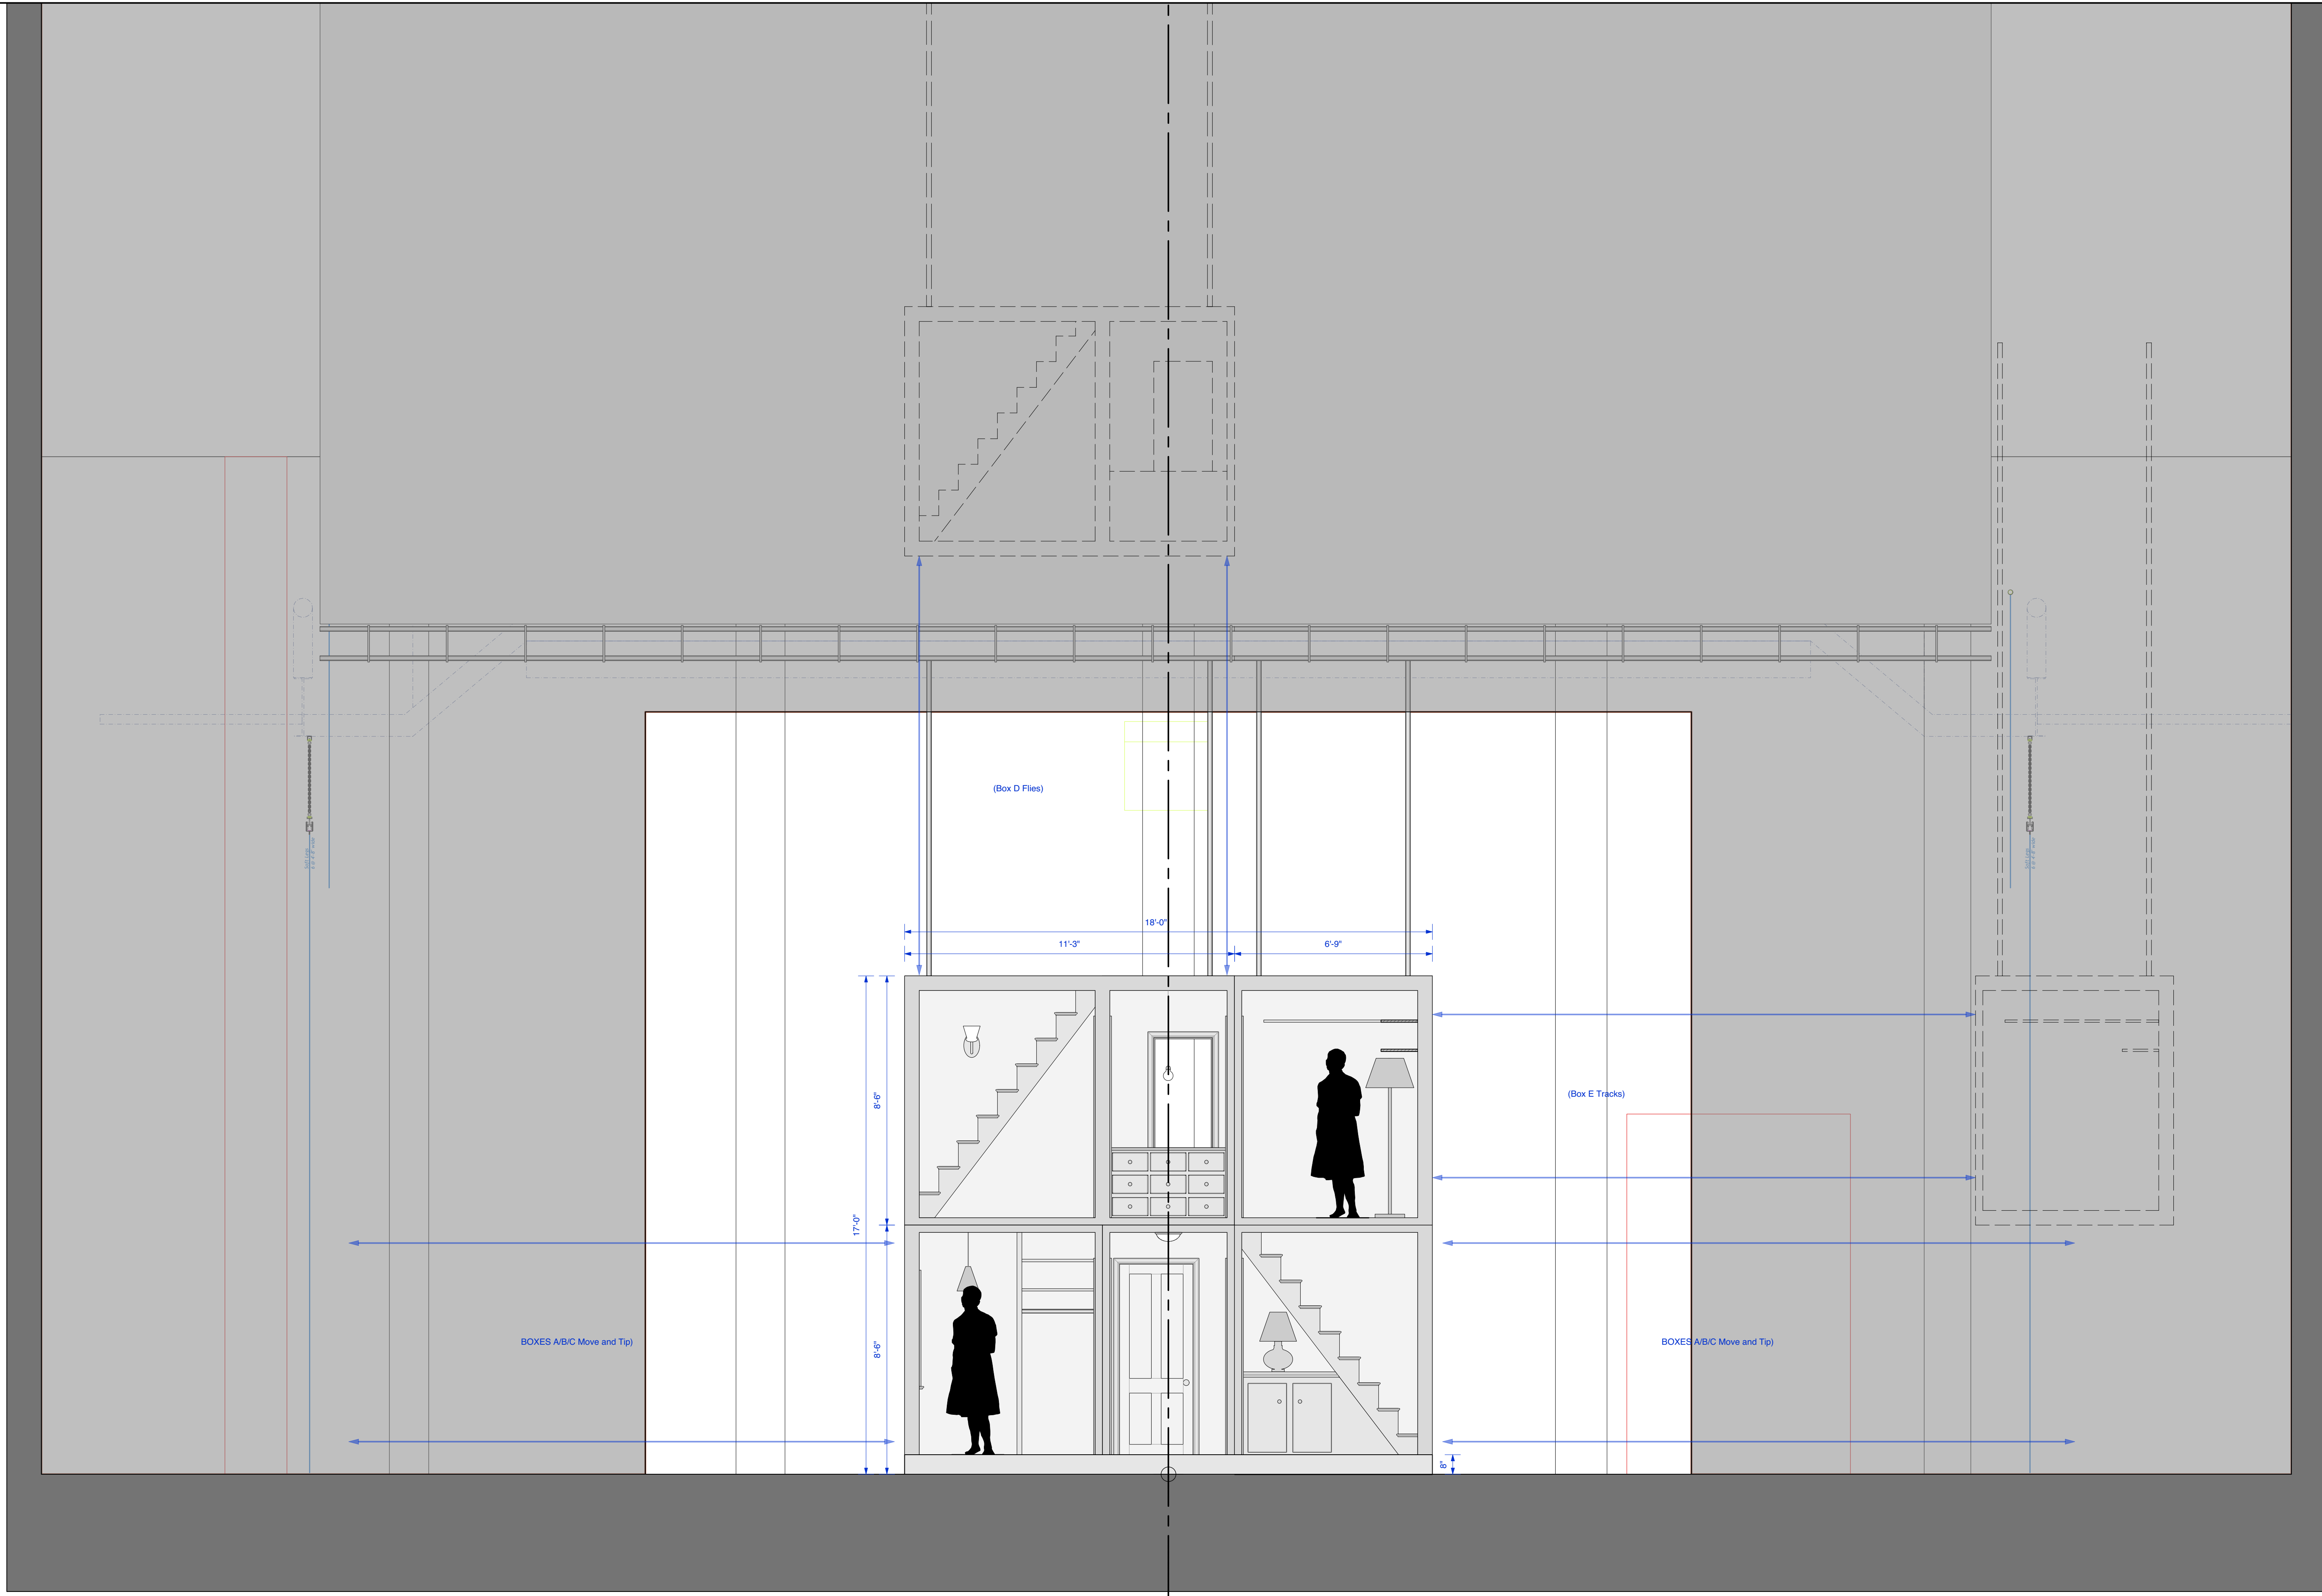 (Box D Flies)
18'-0"
11'-3"
6'-9"
8'-6"
(Box E Tracks)
17'-0"
BOXES A/B/C Move and Tip)
8'-6"
BOXES A/B/C Move and Tip)
8"